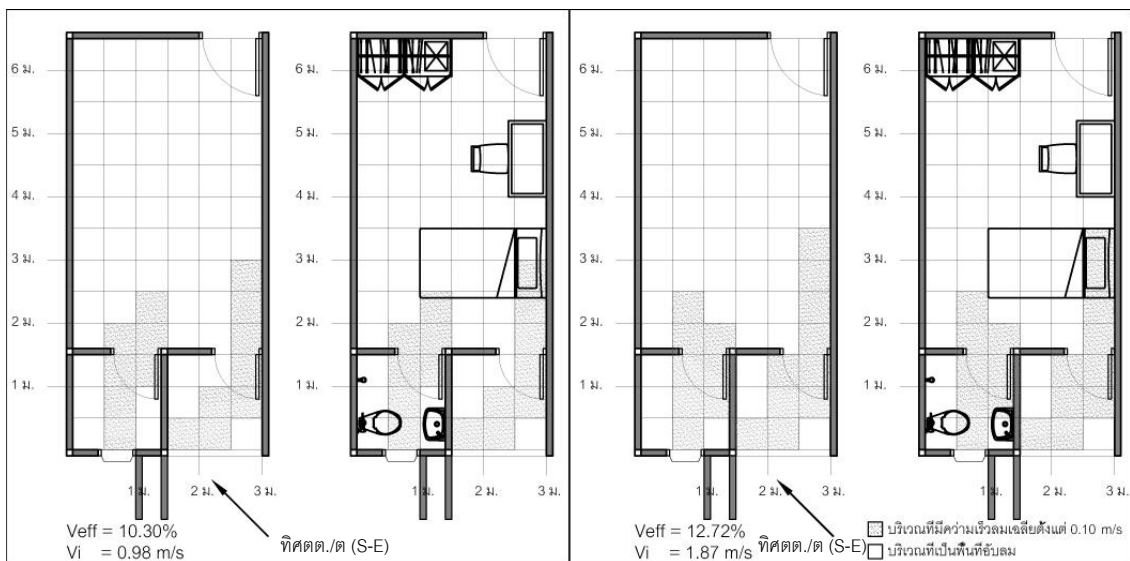 6 ม.
6 ม.
6 ม.
6 ม.
5 ม.
5 ม.
5 ม.
5 ม.
4 ม.
4 ม.
4 ม.
4 ม.
3 ม.
3 ม.
3 ม.
3 ม.
2 ม.
2 ม.
2 ม.
2 ม.
1 ม.
1 ม.
1 ม.
1 ม.
1 ม. 2 ม. 3 ม.
1 ม. 2 ม. 3 ม.
1 ม. 2 ม. 3 ม.
1 ม. 2 ม. 3 ม.
Veff = 10.30%
Vi = 0.98 m/s
ทิศตต./ต (S-E)
Veff = 12.72%
Vi = 1.87 m/s
ทิศตต./ต (S-E)
บริเวณที่มีความเร็วลมเฉลี่ยตั้งแต่ 0.10 m/s
บริเวณที่เป็นพื้นที่อับลม